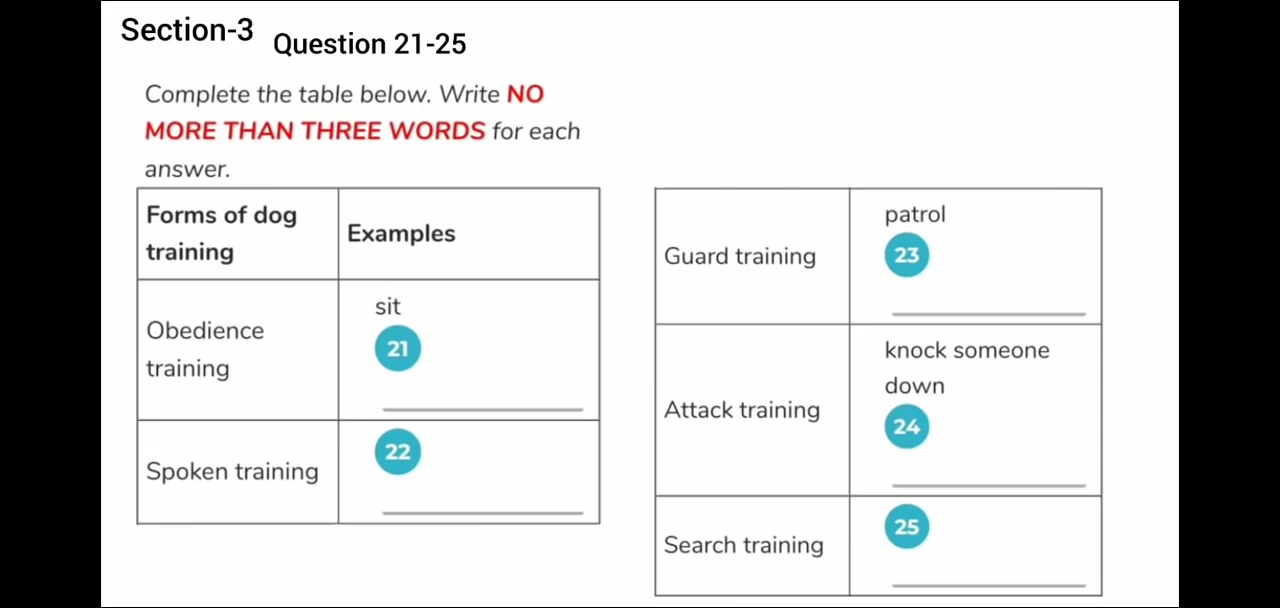 Section-3
Question 21-25
Complete the table below. Write NO
MORE THAN THREE WORDS for each
answer.
Forms of dog
training
Examples
Obedience
training
sit
21
Spoken training
22
Guard training
patrol
23
Attack training
knock someone
down
24
Search training
25